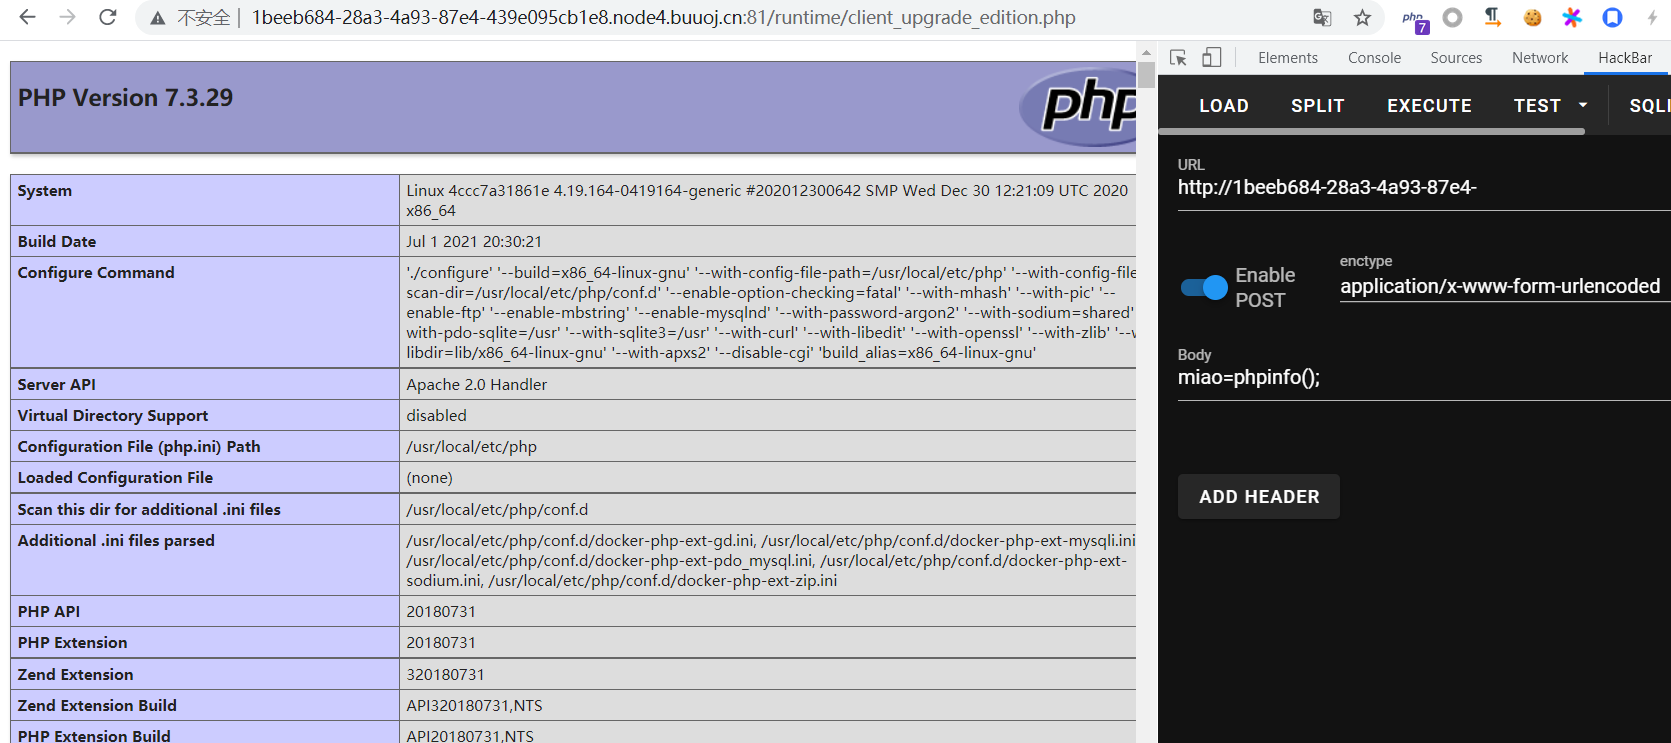 不安全 | 1beeb684-28a3-4a93-87e4-439e095cb1e8.node4.buuoj.cn:81/runtime/client_upgrade_edition.php
php
7
PHP Version 7.3.29
php
System
Linux 4ccc7a31861e 4.19.164-0419164-generic #202012300642 SMP Wed Dec 30 12:21:09 UTC 2020
x86_64
Build Date
Jul 1 2021 20:30:21
Configure Command
'./configure' '--build=x86_64-linux-gnu' '--with-config-file-path=/usr/local/etc/php' '--with-config-file
scan-dir=/usr/local/etc/php/conf.d' '--enable-option-checking=fatal' '--with-mhash' '--with-pic' '--
enable-ftp' '--enable-mbstring' '--enable-mysqlnd' '--with-password-argon2' '--with-sodium=shared'
with-pdo-sqlite=/usr' '--with-sqlite3=/usr' '--with-curl' '--with-libedit' '--with-openssl' '--with-zlib' '--w
libdir=lib/x86_64-linux-gnu' '--with-apxs2' '--disable-cgi' 'build_alias=x86_64-linux-gnu'
Server API
Apache 2.0 Handler
Virtual Directory Support
disabled
Configuration File (php.ini) Path
/usr/local/etc/php
Loaded Configuration File
(none)
Scan this dir for additional .ini files
/usr/local/etc/php/conf.d
Additional .ini files parsed
/usr/local/etc/php/conf.d/docker-php-ext-gd.ini, /usr/local/etc/php/conf.d/docker-php-ext-mysqli.ini
/usr/local/etc/php/conf.d/docker-php-ext-pdo_mysql.ini, /usr/local/etc/php/conf.d/docker-php-ext-
sodium.ini, /usr/local/etc/php/conf.d/docker-php-ext-zip.ini
PHP API
20180731
PHP Extension
20180731
Zend Extension
320180731
Zend Extension Build
API320180731,NTS
PHP Extension Build
API20180731,NTS
Elements
Console
Sources
Network
HackBar
LOAD
SPLIT
EXECUTE
TEST
SQLI
URL
http://1beeb684-28a3-4a93-87e4-
Enable
POST
enctype
application/x-www-form-urlencoded
Body
miao=phpinfo();
ADD HEADER